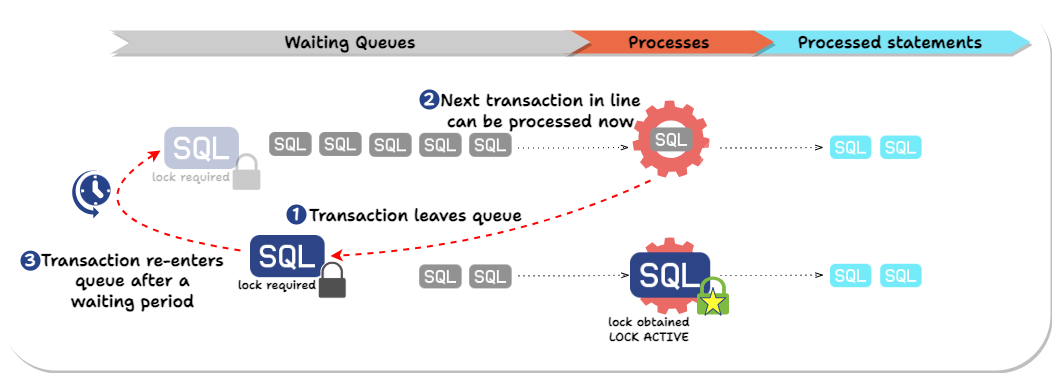 Waiting Queues
Processes
Processed statements
2 Next transaction in line
can be processed now
SQL
lock required
SQL SQL SQL SQL SQL
SQL
SQL SQL
1 Transaction leaves queue
3 Transaction re-enters
queue after a
waiting period
SQL
lock required
SQL SQL
SQL
lock obtained
LOCK ACTIVE
SQL SQL